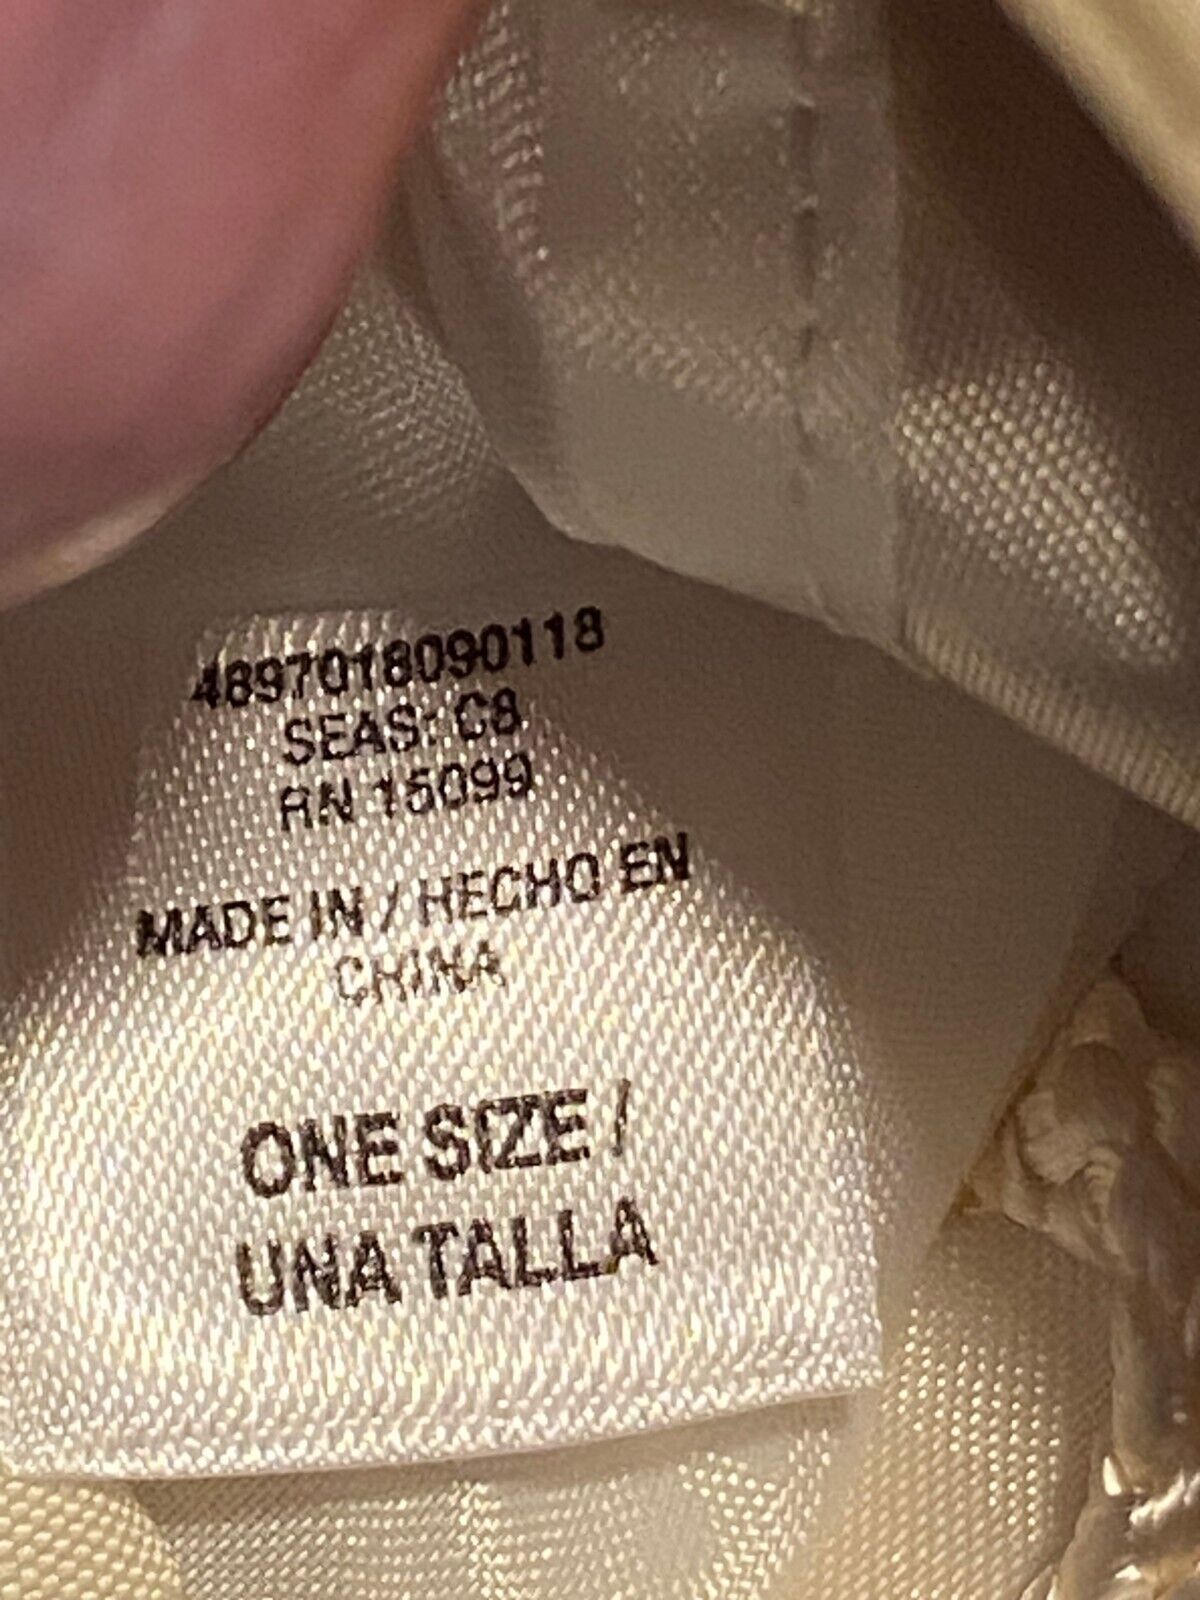 4897018090118
SEAS: C8
RN 15099
MADE IN / HECHO EN
CHINA
ONE SIZE /
UNA TALLA